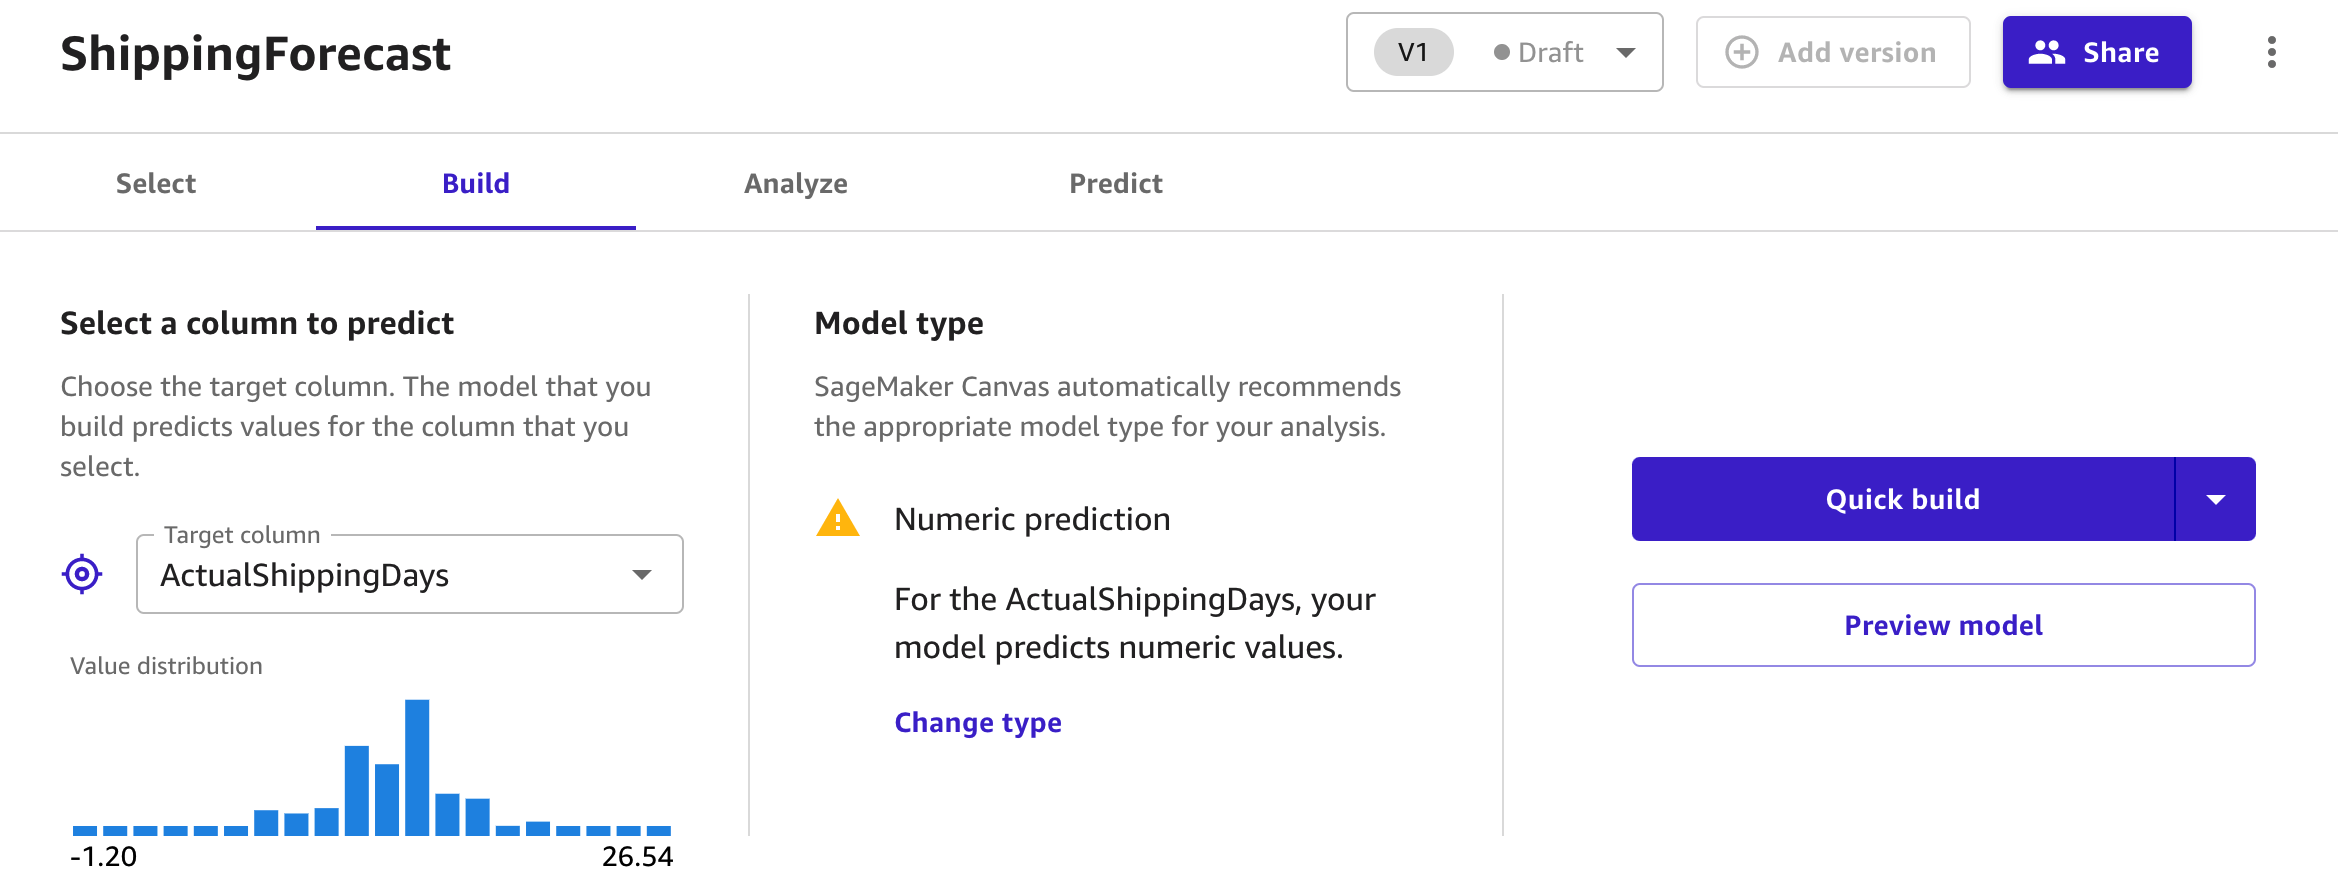 ShippingForecast
V1
Draft
Add version
Share
Select
Build
Analyze
Predict
Select a column to predict
Choose the target column. The model that you
build predicts values for the column that you
select.
Target column
ActualShippingDays
Value distribution
-1.20
26.54
Model type
SageMaker Canvas automatically recommends
the appropriate model type for your analysis.
Numeric prediction
For the ActualShippingDays, your
model predicts numeric values.
Change type
Quick build
Preview model